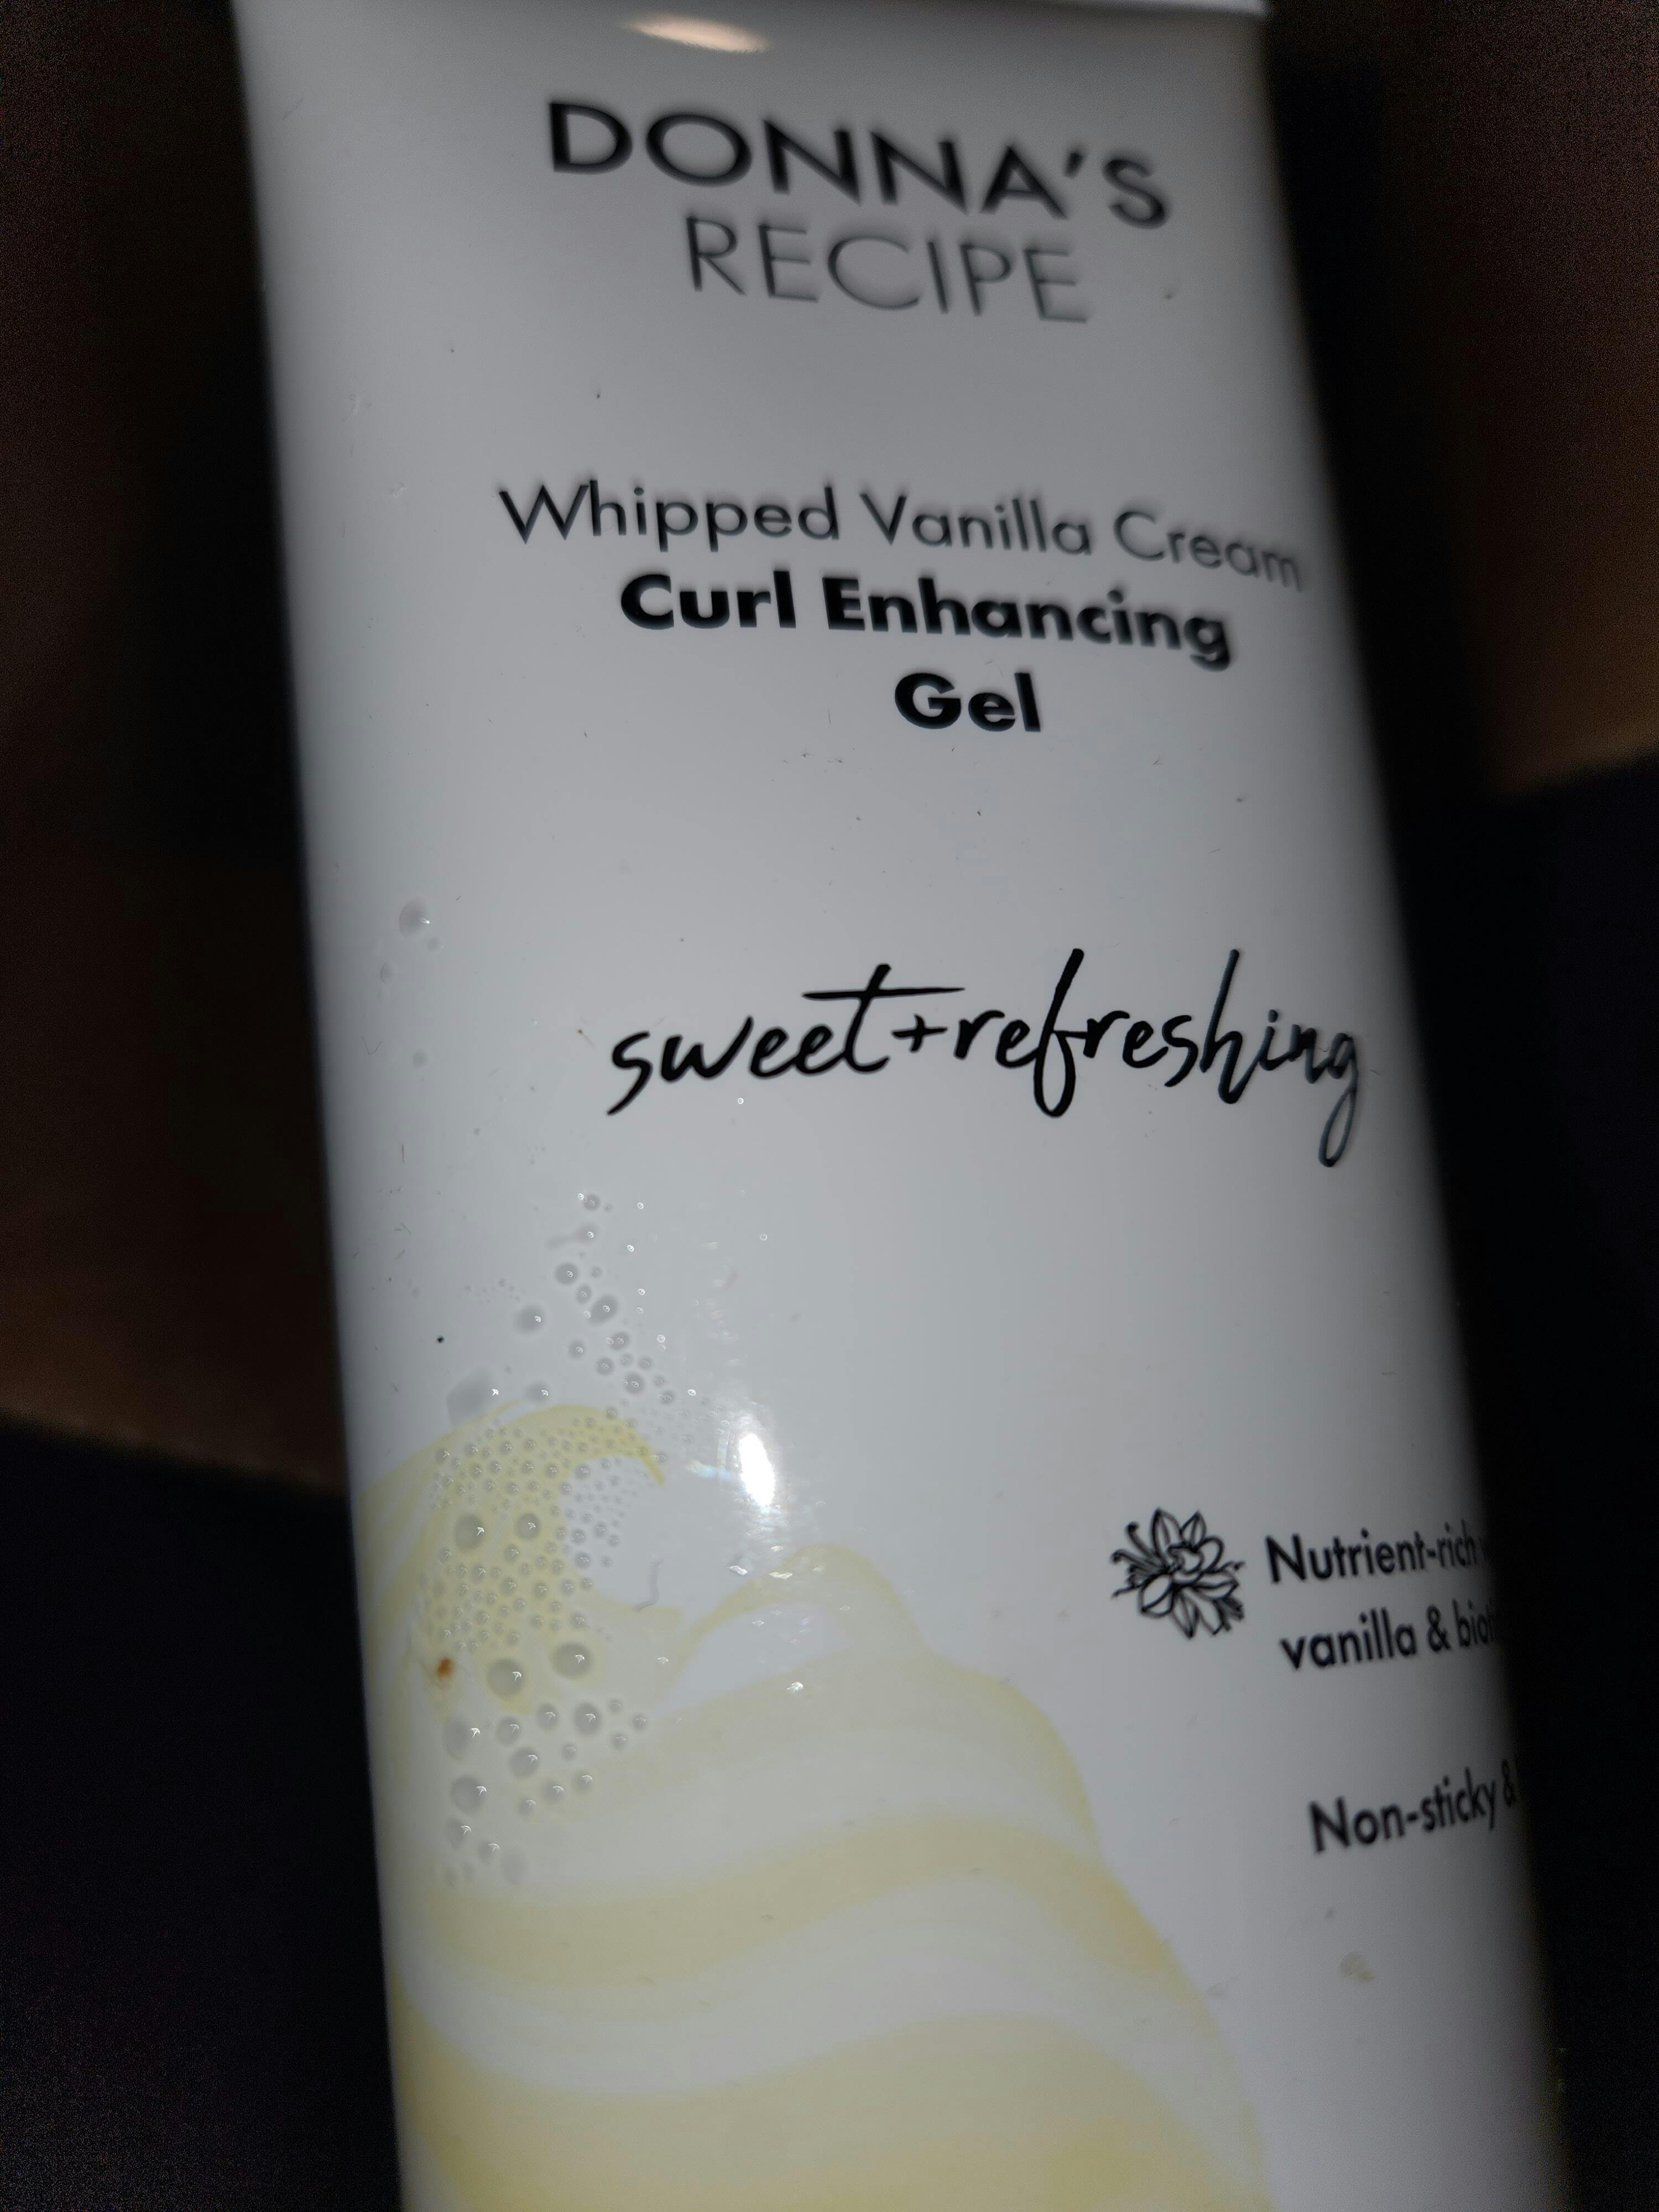 DONNA'S
RECIPE
Whipped Vanilla Cream
Curl Enhancing
Gel
sweet+refreshing
Nutrient-rich
vanilla &
Non-sticky &